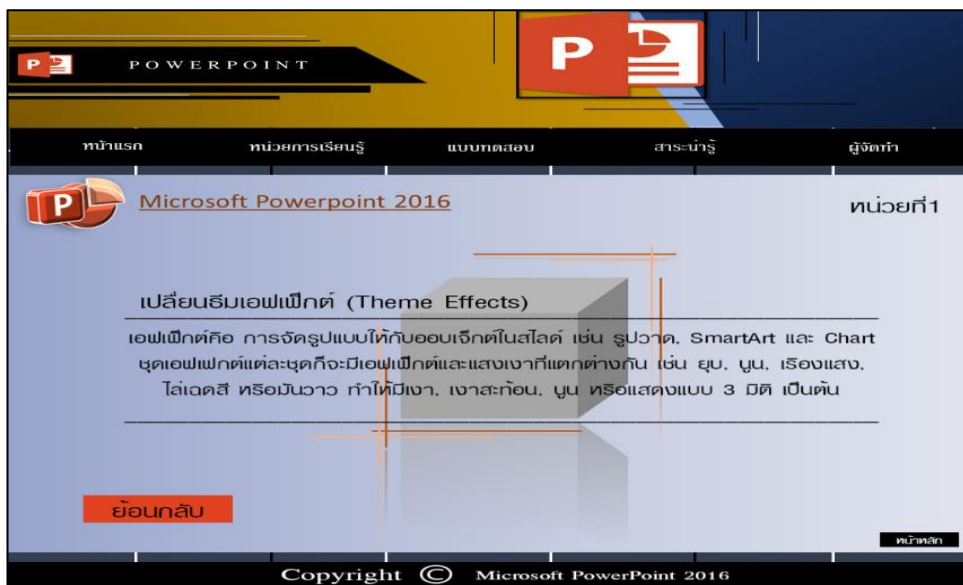 P POWERPOINT
P
หน้าแรก หน่วยการเรียนรู้ แบบทดสอบ สาระน่ารู้ ผู้จัดทำ
P Microsoft Powerpoint 2016 หน่วยที่1
เปลี่ยนธีมเอฟเฟ็กต์ (Theme Effects)
เอฟเฟ็กต์คือ การจัดรูปแบบให้กับออบเจ็กต์ในสไลด์ เช่น รูปวาด, SmartArt และ Chart
ชุดเอฟเฟกต์แต่ละชุดก็จะมีเอฟเฟ็กต์และแสงเงาที่แตกต่างกัน เช่น ยุบ, นูน, เรืองแสง,
ไล่เฉดสี หรือมันวาว ทำให้มีเงา, เงาสะท้อน, นูน หรือแสดงแบบ 3 มิติ เป็นต้น
ย้อนกลับ
หน้าหลัก
Copyright © Microsoft PowerPoint 2016